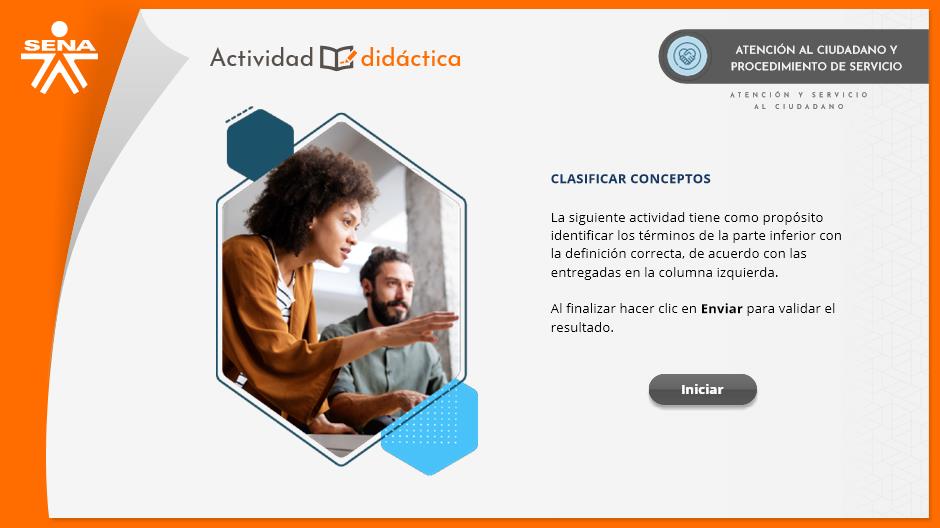 SENA
Actividad didáctica
ATENCIÓN AL CIUDADANO Y
PROCEDIMIENTO DE SERVICIO
ATENCIÓN Y SERVICIO
AL CIUDADANO
CLASIFICAR CONCEPTOS
La siguiente actividad tiene como propósito
identificar los términos de la parte inferior con
la definición correcta, de acuerdo con las
entregadas en la columna izquierda.
Al finalizar hacer clic en Enviar para validar el
resultado.
Iniciar